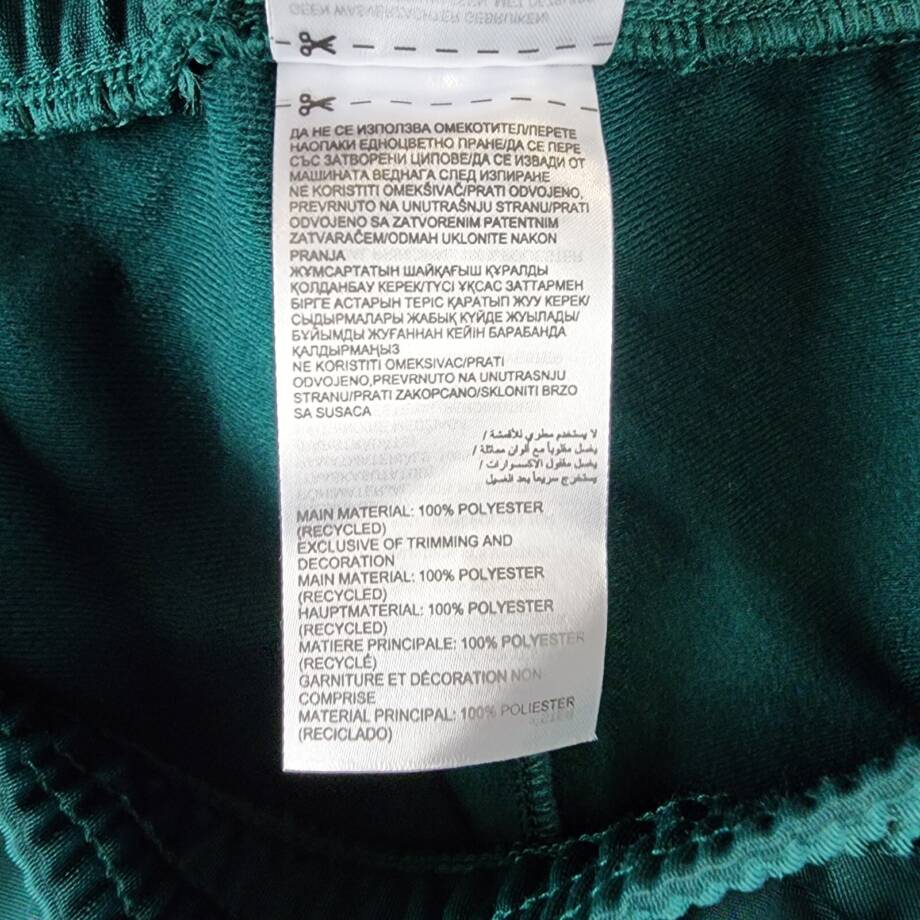 GEEN WASVERZACHTER GEBRUIKEN/
ДА НЕ СЕ ИЗПОЛЗВА ОМЕКОТИТЕЛ/ПЕРЕТЕ
НАОПАКИ ЕДНОЦВЕТНО ПРАНЕ/ДА СЕ ПЕРЕ
СЪС ЗАТВОРЕНИ ЦИПОВЕ/ДА СЕ ИЗВАДИ ОТ
МАШИНАТА ВЕДНАГА СЛЕД ИЗПИРАНЕ
NE KORISTITI OMEKŠIVAČ/PRATI ODVOJENO,
PREVRNUTO NA UNUTRAŠNJU STRANU/PRATI
ODVOJENO SA ZATVORENIM PATENTNIM
ZATVARAČEM/ODMAH UKLONITE NAKON
PRANJA
ЖҰМСАРТАТЫН ШАЙҚАҒЫШ ҚҰРАЛДЫ
ҚОЛДАНБАУ КЕРЕК/ТҮСІ ҰҚСАС ЗАТТАРМЕН
БІРГЕ АСТАРЫН ТЕРІС ҚАРАТЫП ЖУУ КЕРЕК/
СЫДЫРМАЛАРЫ ЖАБЫҚ КҮЙДЕ ЖУЫЛАДЫ/
БҰЙЫМДЫ ЖУҒАННАН КЕЙІН БАРАБАНДА
ҚАЛДЫРМАҢЫЗ
NE KORISTITI OMEKSIVAC/PRATI
ODVOJENO,PREVRNUTO NA UNUTRASNJU
STRANU/PRATI ZAKOPCANO/SKLONITI BRZO
SA SUSACA
لا يستخدم مطري للأقمشة /
يغسل مقلوباً مع ألوان مماثلة /
يغسل مقفول الاكسسوارات /
يستخرج سريعاً بعد الغسيل
MAIN MATERIAL: 100% POLYESTER
(RECYCLED)
EXCLUSIVE OF TRIMMING AND
DECORATION
MAIN MATERIAL: 100% POLYESTER
(RECYCLED)
HAUPTMATERIAL: 100% POLYESTER
(RECYCLED)
MATIERE PRINCIPALE: 100% POLYESTER
(RECYCLÉ)
GARNITURE ET DÉCORATION NON
COMPRISE
MATERIAL PRINCIPAL: 100% POLIESTER
(RECICLADO)